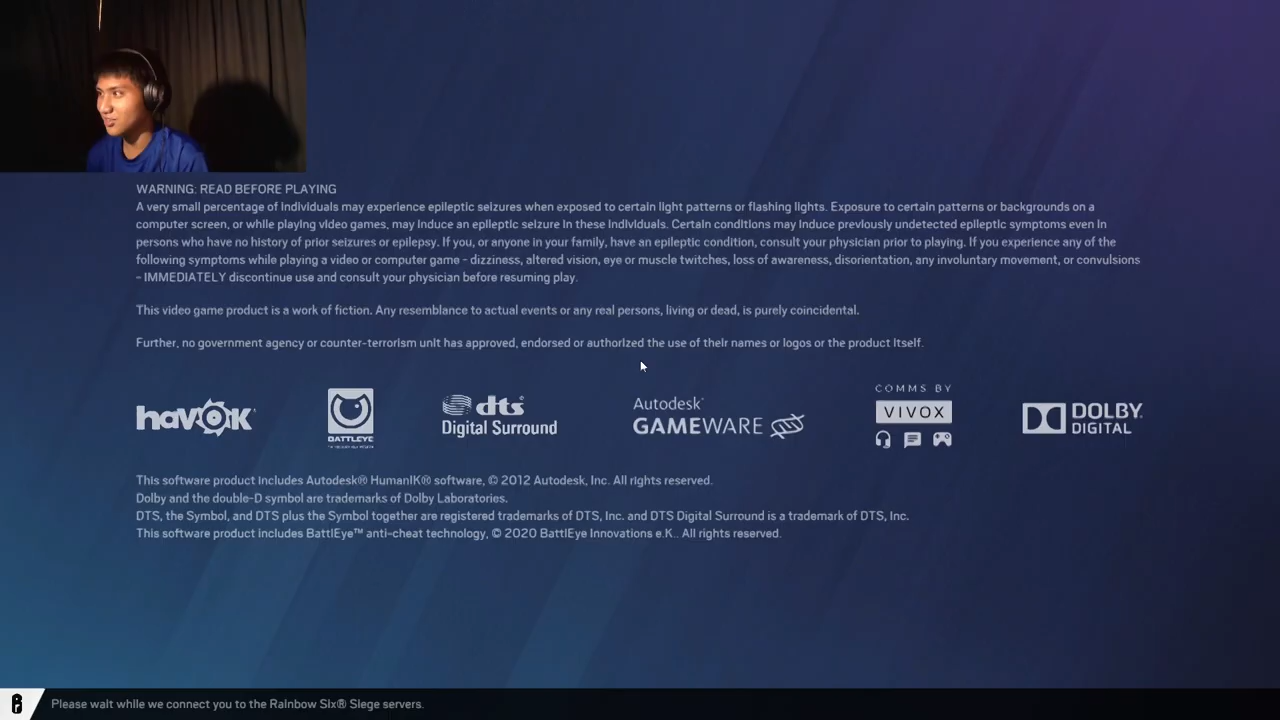 WARNING: READ BEFORE PLAYING
A very small percentage of individuals may experience epileptic seizures when exposed to certain light patterns or flashing lights. Exposure to certain patterns or backgrounds on a
computer screen, or while playing video games, may induce an epileptic seizure in these individuals. Certain conditions may induce previously undetected epileptic symptoms even in
persons who have no history of prior seizures or epilepsy. If you, or anyone in your family, have an epileptic condition, consult your physician prior to playing. If you experience any of the
following symptoms while playing a video or computer game - dizziness, altered vision, eye or muscle twitches, loss of awareness, disorientation, any involuntary movement, or convulsions
- IMMEDIATELY discontinue use and consult your physician before resuming play.
This video game product is a work of fiction. Any resemblance to actual events or any real persons, living or dead, is purely coincidental.
Further, no government agency or counter-terrorism unit has approved, endorsed or authorized the use of their names or logos or the product itself.
havok
BATTLEYE
dts
Digital Surround
Autodesk®
GAMEWARE
COMMS BY
VIVOX
DOLBY
DIGITAL
This software product includes Autodesk® HumanIK® software, © 2012 Autodesk, Inc. All rights reserved.
Dolby and the double-D symbol are trademarks of Dolby Laboratories.
DTS, the Symbol, and DTS plus the Symbol together are registered trademarks of DTS, Inc. and DTS Digital Surround is a trademark of DTS, Inc.
This software product includes BattlEye™ anti-cheat technology, © 2020 BattlEye Innovations e.K.. All rights reserved.
Please wait while we connect you to the Rainbow Six® Siege servers.